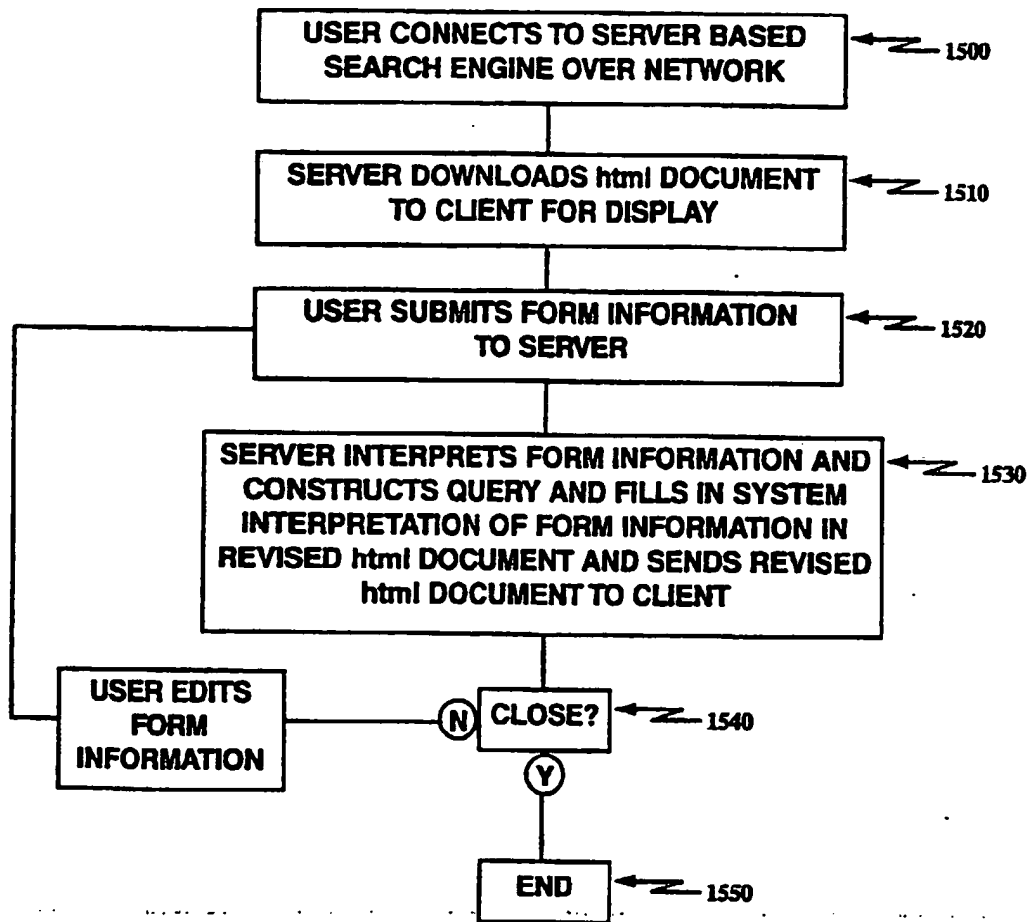 USER CONNECTS TO SERVER BASED
SEARCH ENGINE OVER NETWORK
1500
SERVER DOWNLOADS html DOCUMENT
TO CLIENT FOR DISPLAY
1510
USER SUBMITS FORM INFORMATION
TO SERVER
1520
SERVER INTERPRETS FORM INFORMATION AND
CONSTRUCTS QUERY AND FILLS IN SYSTEM
INTERPRETATION OF FORM INFORMATION IN
REVISED html DOCUMENT AND SENDS REVISED
html DOCUMENT TO CLIENT
1530
USER EDITS
FORM
INFORMATION
N
CLOSE?
1540
Y
END
1550